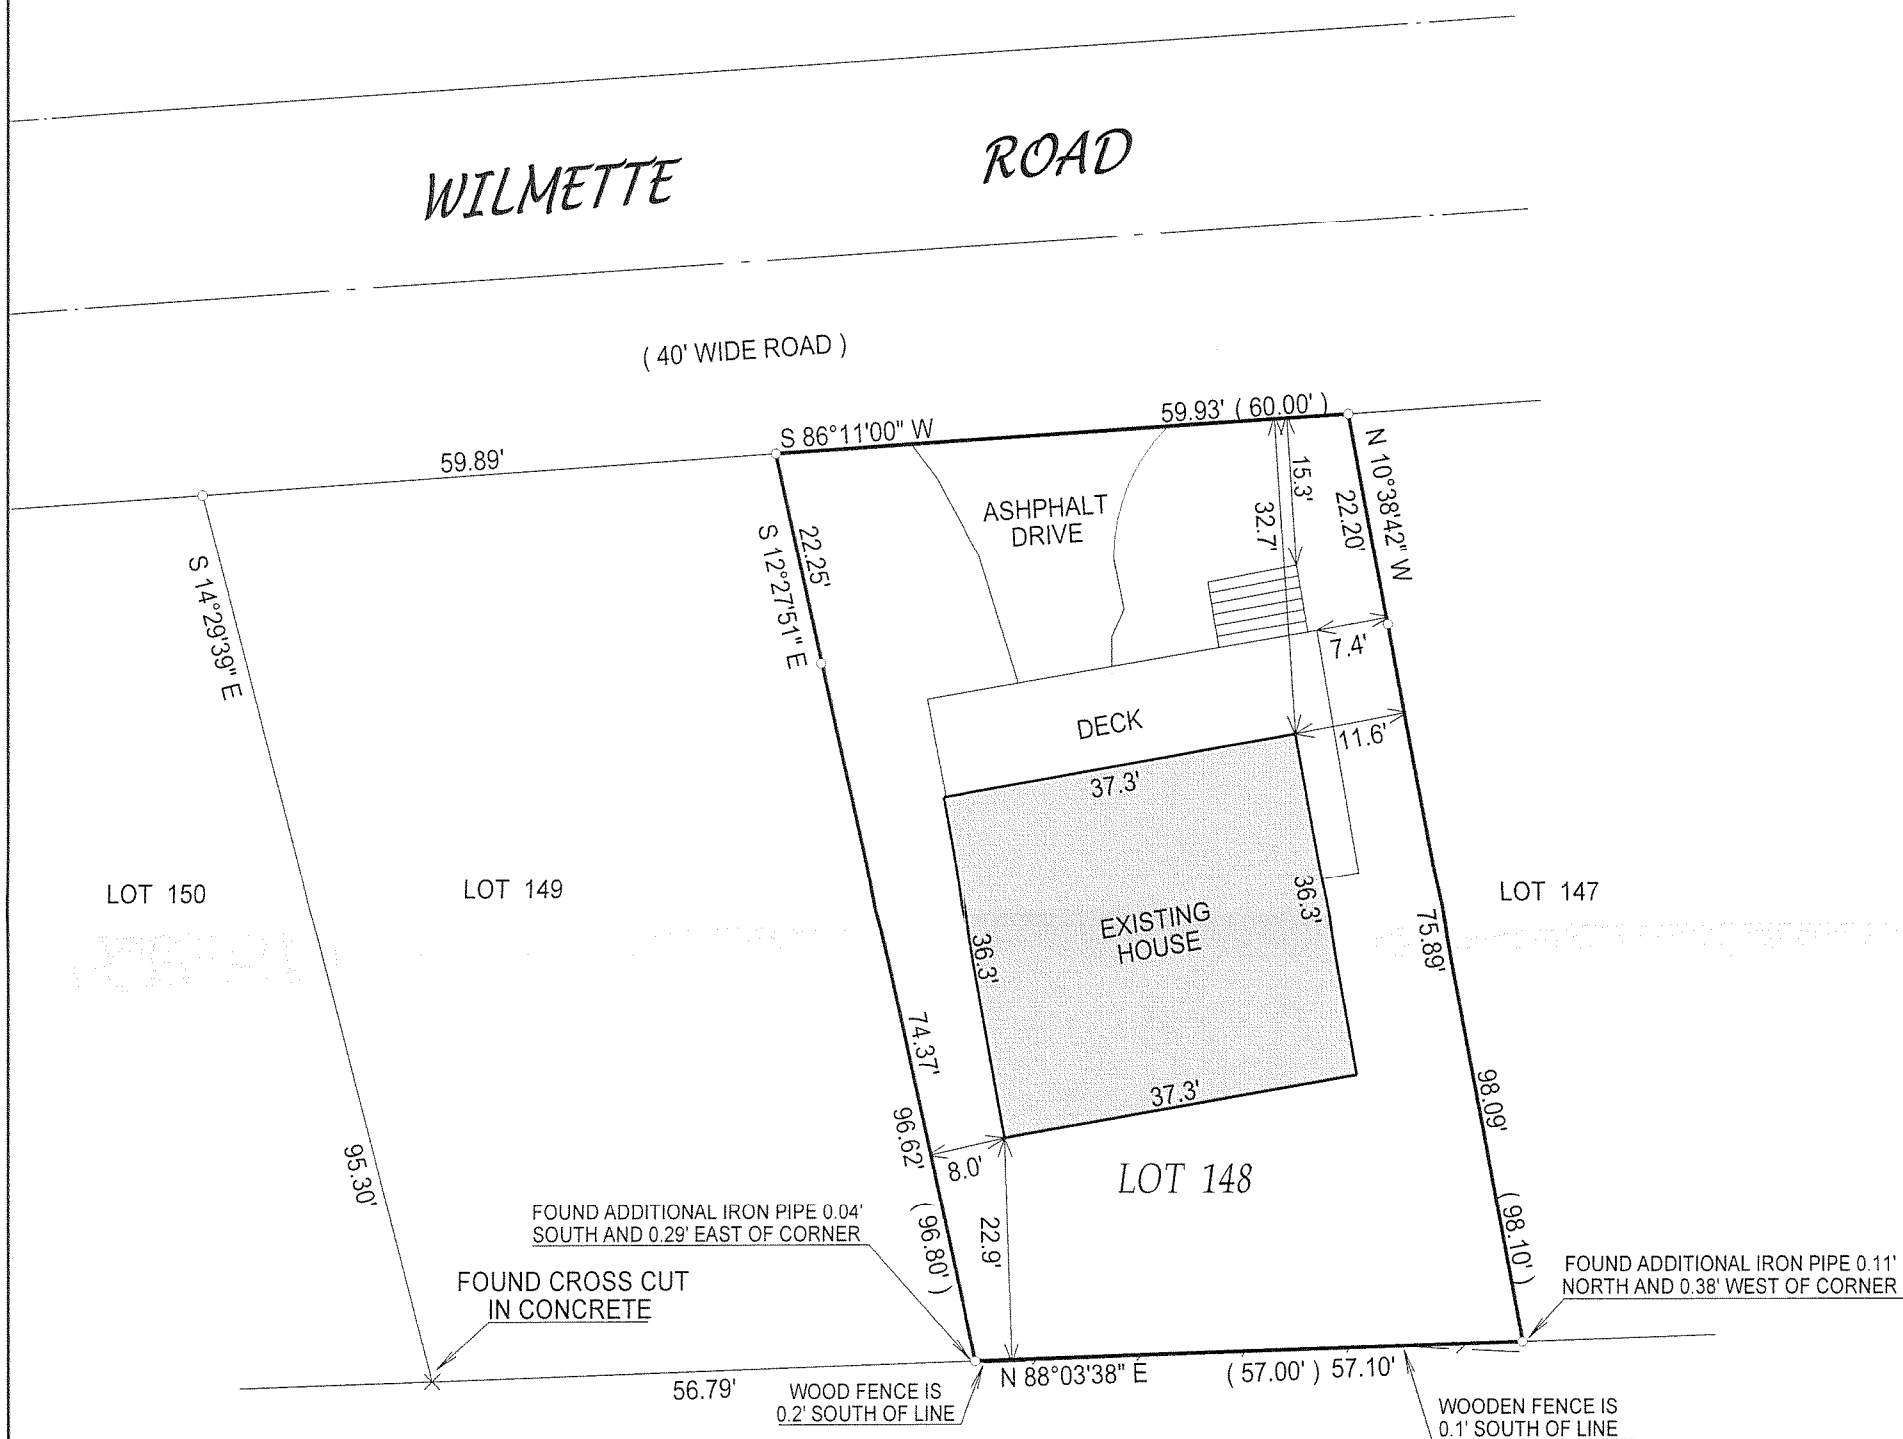 WILMETTE ROAD
( 40' WIDE ROAD )
59.89'
S 86°11'00" W
59.93' ( 60.00' )
S 14°29'39" E
95.30'
22.25'
S 12°27'51" E
ASHPHALT
DRIVE
32.7'
15.3'
N 10°38'42" W
22.20'
7.4'
DECK
11.6'
37.3'
LOT 150
LOT 149
LOT 147
EXISTING
HOUSE
36.3'
36.3'
75.89'
74.37'
37.3'
98.09'
96.62'
8.0'
LOT 148
( 96.80' )
22.9'
( 98.10' )
FOUND ADDITIONAL IRON PIPE 0.04'
SOUTH AND 0.29' EAST OF CORNER
FOUND CROSS CUT
IN CONCRETE
FOUND ADDITIONAL IRON PIPE 0.11'
NORTH AND 0.38' WEST OF CORNER
56.79'
WOOD FENCE IS
0.2' SOUTH OF LINE
N 88°03'38" E
( 57.00' ) 57.10'
WOODEN FENCE IS
0.1' SOUTH OF LINE